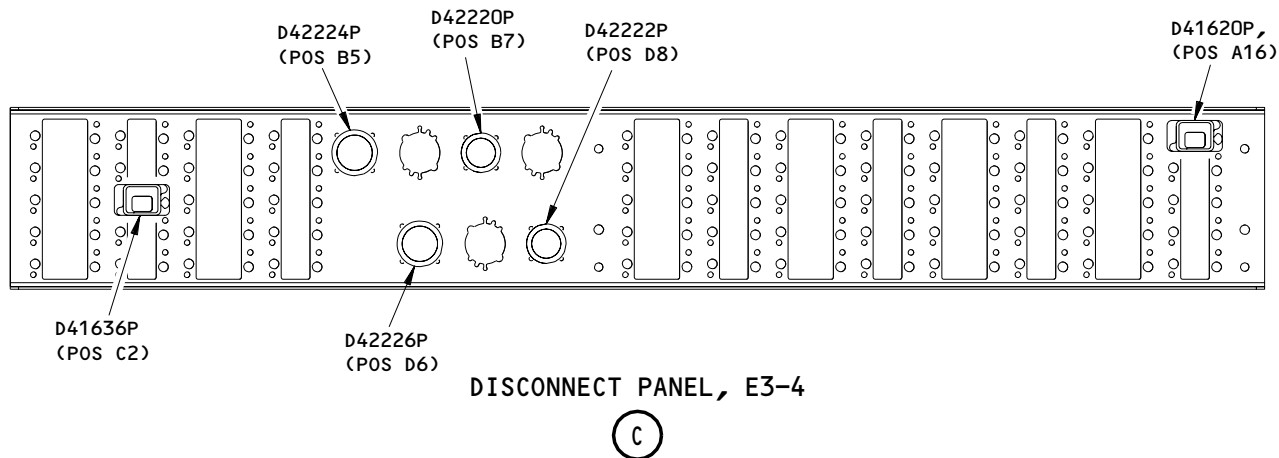 D42224P
(POS B5)
D42220P
(POS B7)
D42222P
(POS D8)
D41620P,
(POS A16)
D41636P
(POS C2)
D42226P
(POS D6)
DISCONNECT PANEL, E3-4
C